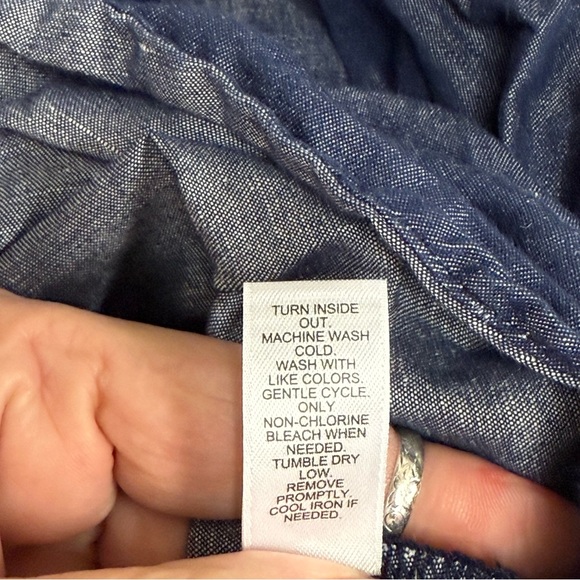 TURN INSIDE
OUT.
MACHINE WASH
COLD.
WASH WITH
LIKE COLORS.
GENTLE CYCLE.
ONLY
NON-CHLORINE
BLEACH WHEN
NEEDED.
TUMBLE DRY
LOW.
REMOVE
PROMPTLY.
COOL IRON IF
NEEDED.